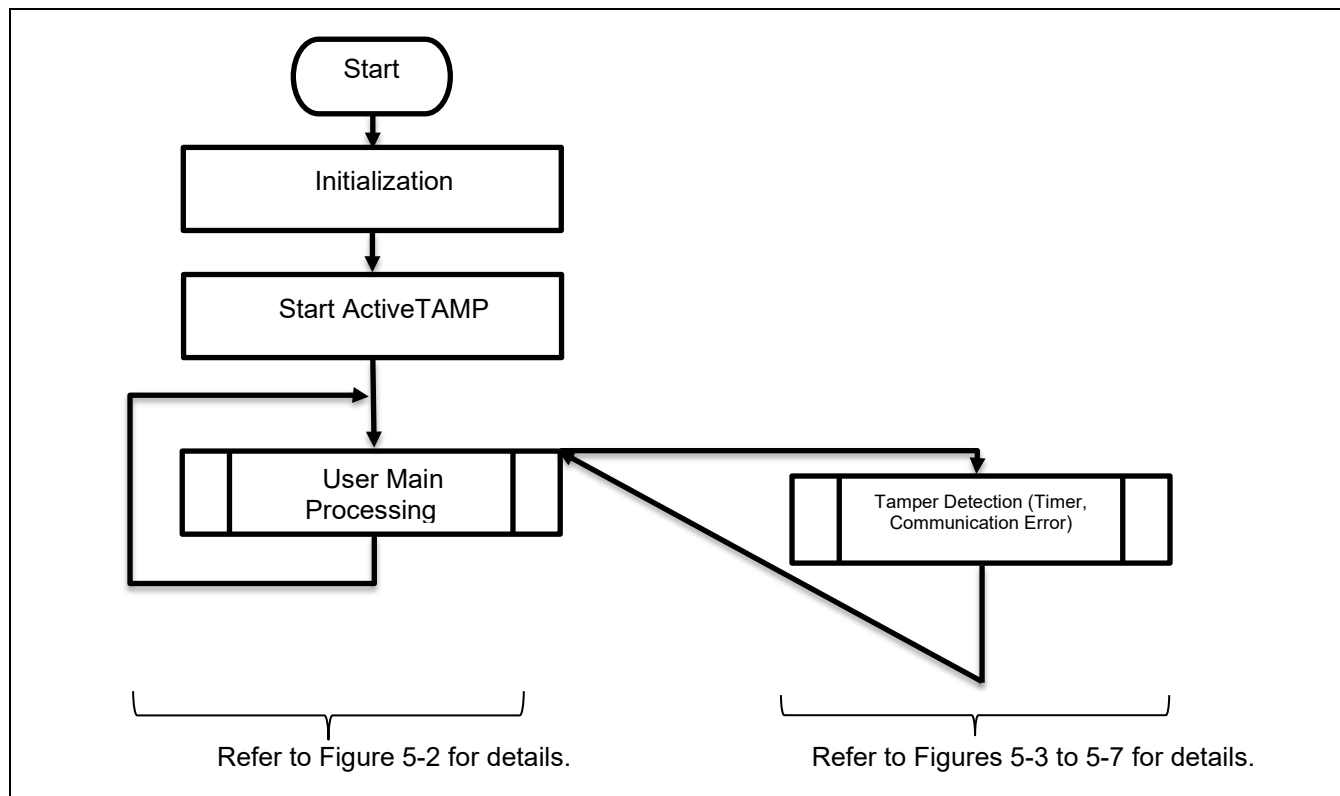 Start
Initialization
Start ActiveTAMP
User Main
Processing
Tamper Detection (Timer,
Communication Error)
Refer to Figure 5-2 for details.
Refer to Figures 5-3 to 5-7 for details.